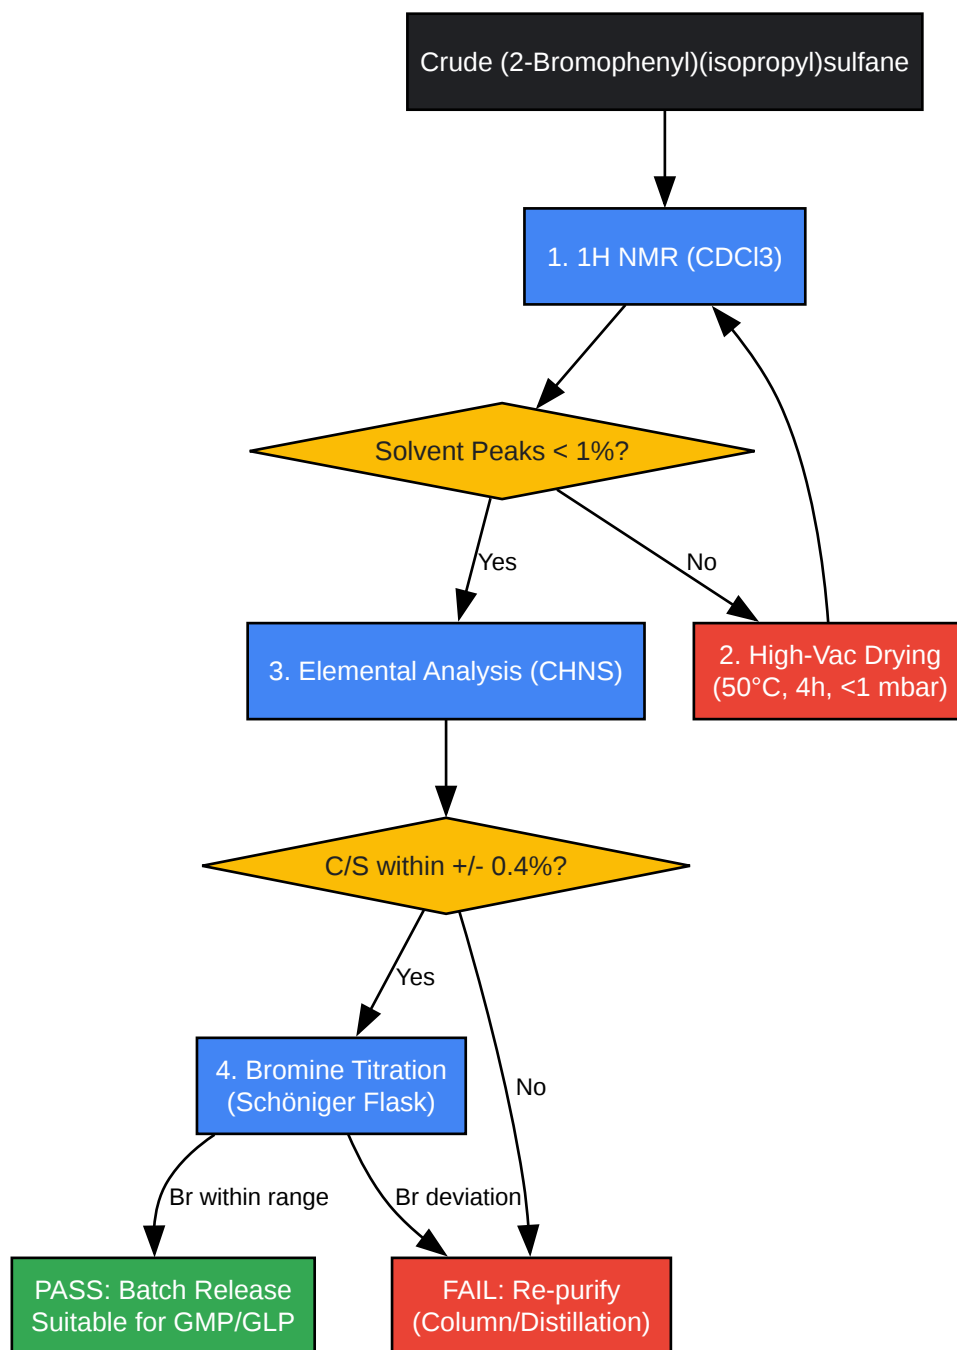 Crude (2-Bromophenyl)(isopropyl)sulfane
1. 1H NMR (CDCl3)
Solvent Peaks < 1%?
Yes
No
3. Elemental Analysis (CHNS)
2. High-Vac Drying
(50°C, 4h, <1 mbar)
C/S within +/- 0.4%?
Yes
No
4. Bromine Titration
(Schöniger Flask)
Br within range
Br deviation
PASS: Batch Release
Suitable for GMP/GLP
FAIL: Re-purify
(Column/Distillation)